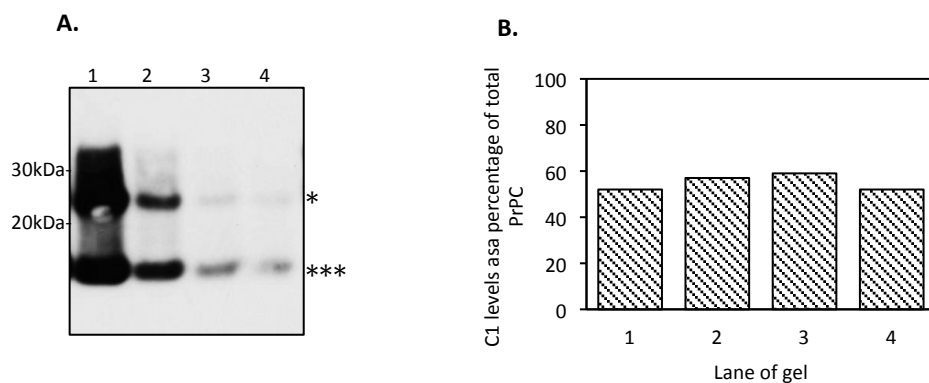 A.
1 2 3 4
30kDa-
*
20kDa-
***
B.
C1 levels asa percentage of total
PrPC
100
80
60
40
20
0
1 2 3 4
Lane of gel